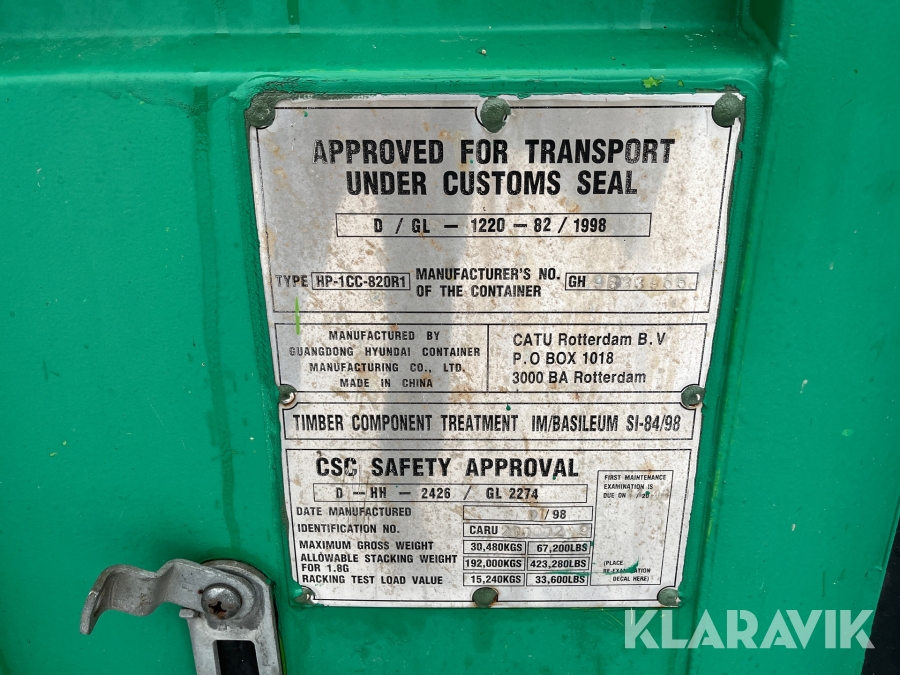 APPROVED FOR TRANSPORT
UNDER CUSTOMS SEAL
D / GL – 1220 – 82 / 1998
TYPE HP-1CC-820R1 MANUFACTURER'S NO. OF THE CONTAINER GH
MANUFACTURED BY
GUANGDONG HYUNDAI CONTAINER
MANUFACTURING CO., LTD.
MADE IN CHINA
CATU Rotterdam B.V
P.O BOX 1018
3000 BA Rotterdam
TIMBER COMPONENT TREATMENT IM/BASILEUM SI-84/98
CSC SAFETY APPROVAL
D – HH – 2426 / GL 2274
DATE MANUFACTURED / 98
IDENTIFICATION NO. CARU
MAXIMUM GROSS WEIGHT 30,480KGS 67,200LBS
ALLOWABLE STACKING WEIGHT FOR 1.8G 192,000KGS 423,280LBS
RACKING TEST LOAD VALUE 15,240KGS 33,600LBS
FIRST MAINTENANCE
EXAMINATION IS
DUE ON / 20
(PLACE
RE-EXAMINATION
DECAL HERE)
KLARAVIK